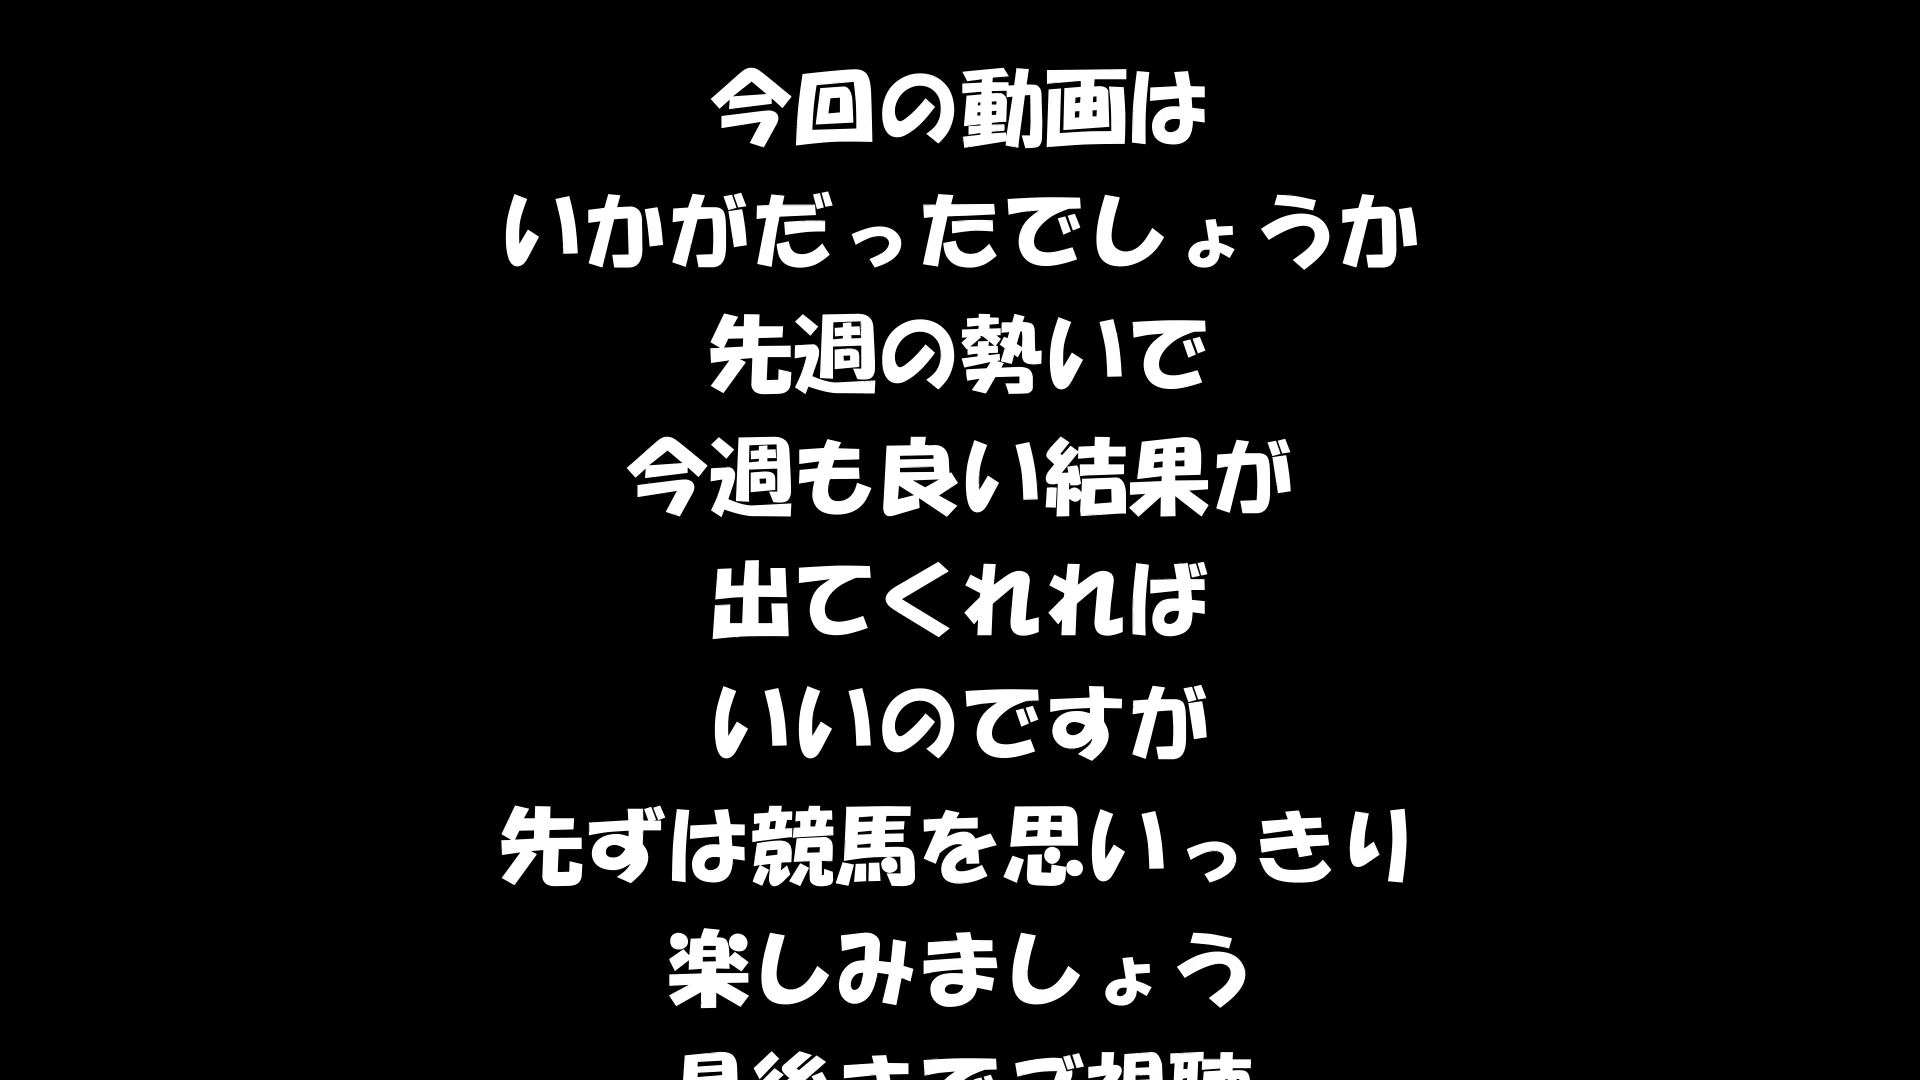 今回の動画は
いかがだったでしょうか
先週の勢いで
今週も良い結果が
出てくれれば
いいのですが
先ずは競馬を思いっきり
楽しみましょう
最後までご視聴